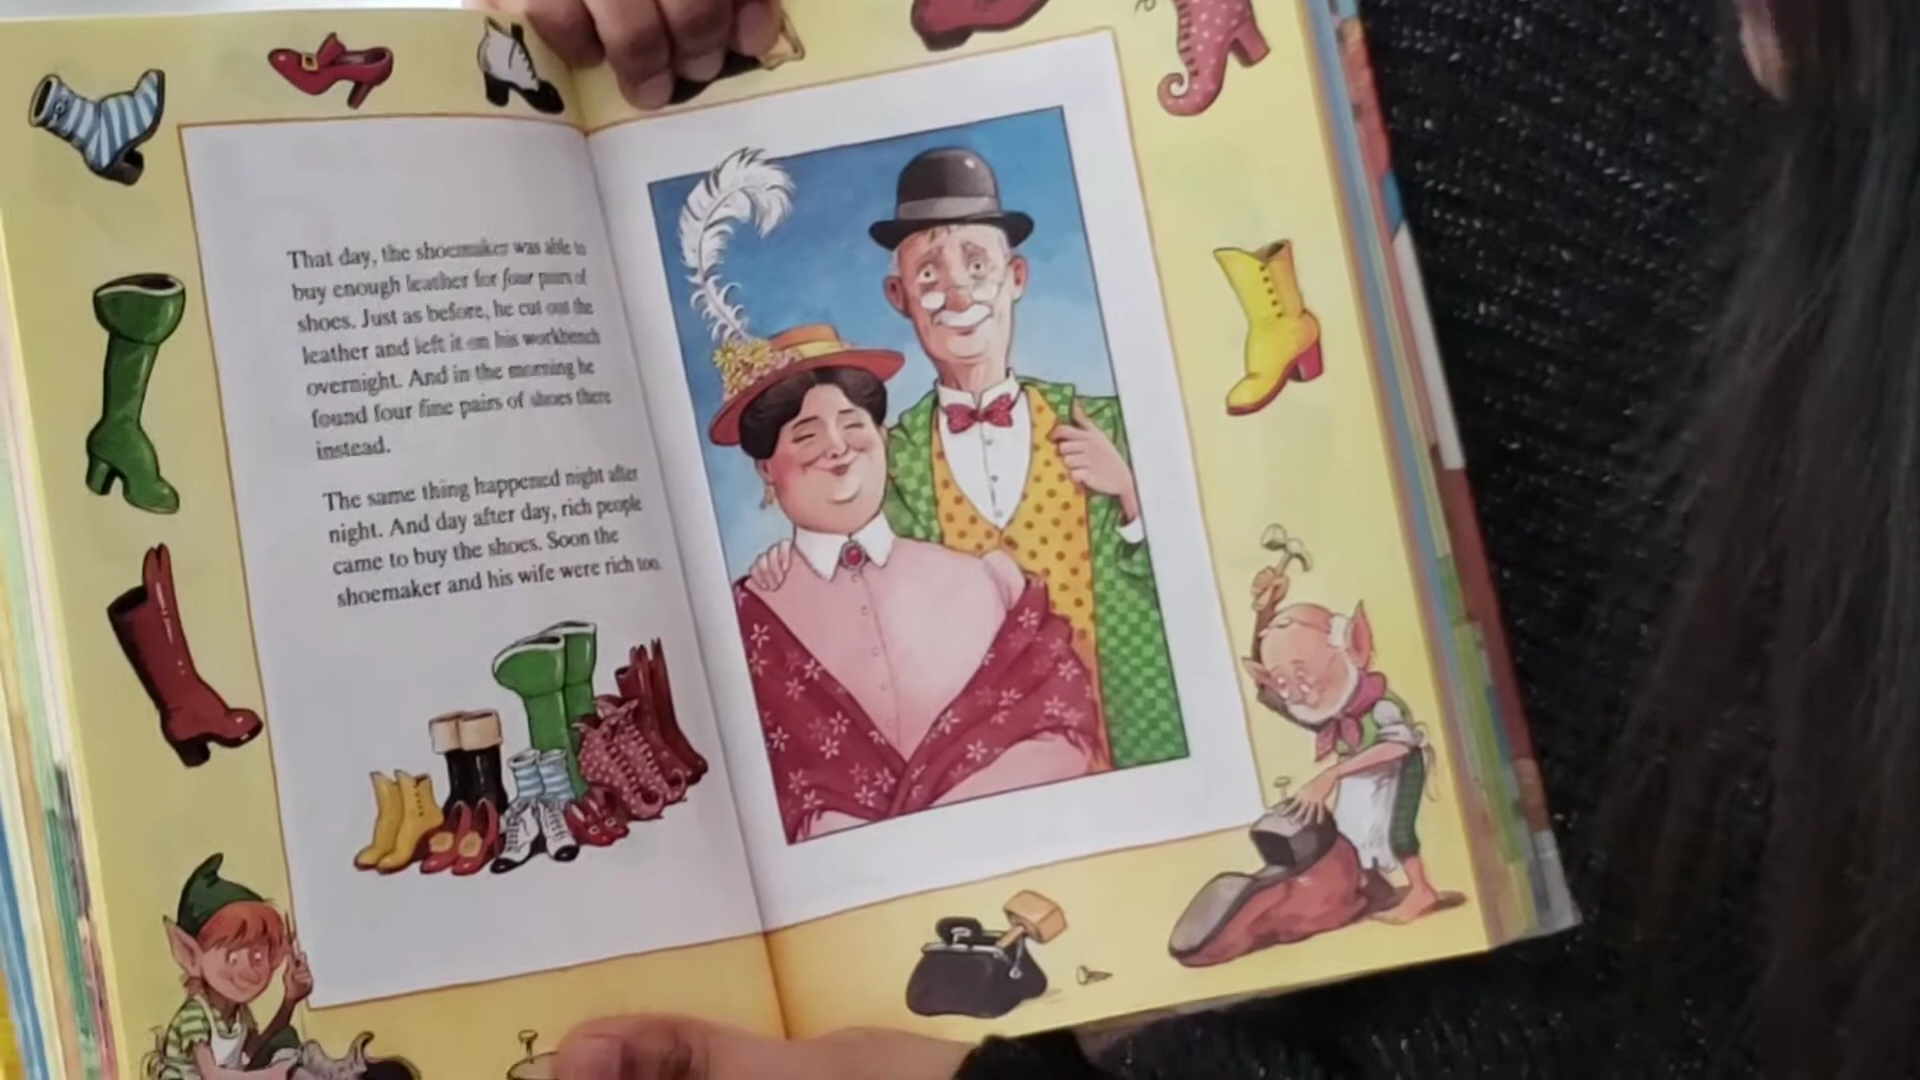 That day, the shoemaker was able to
buy enough leather for four pairs of
shoes. Just as before, he cut out the
leather and left it on his workbench
overnight. And in the morning he
found four fine pairs of shoes there
instead.
The same thing happened night after
night. And day after day, rich people
came to buy the shoes. Soon the
shoemaker and his wife were rich too.